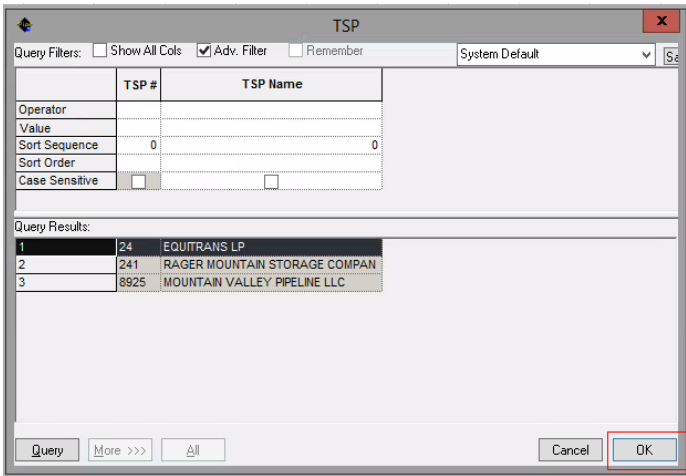 TSP x
Query Filters: Show All Cols Adv. Filter Remember System Default Sa
TSP # TSP Name
Operator
Value
Sort Sequence 0 0
Sort Order
Case Sensitive
Query Results:
1 24 EQUITRANS LP
2 241 RAGER MOUNTAIN STORAGE COMPAN
3 8925 MOUNTAIN VALLEY PIPELINE LLC
Query More >>> All Cancel OK